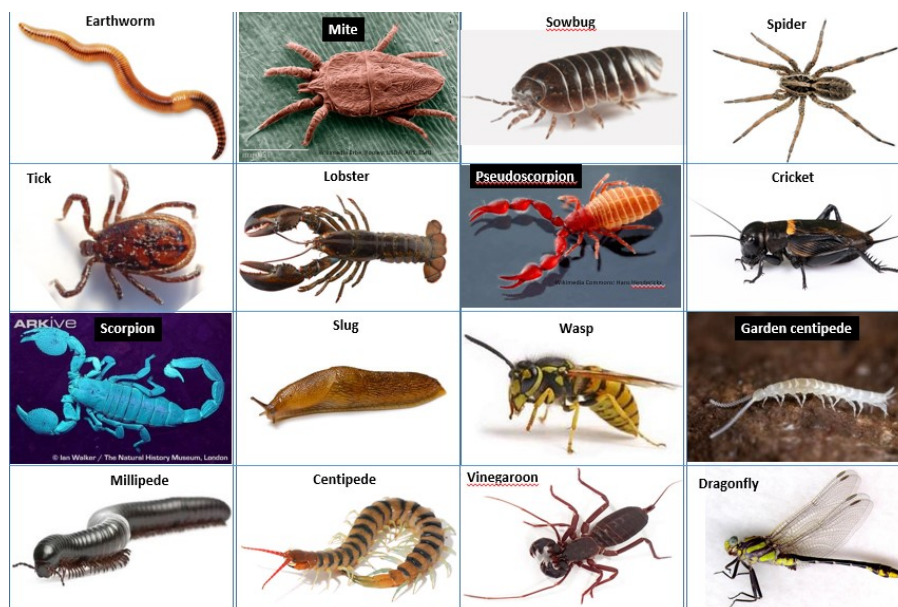 Earthworm
Mite
Sowbug
Spider
Tick
Lobster
Pseudoscorpion
Cricket
ARKive
Scorpion
Slug
Wasp
Garden centipede
© Ian Walker / The Natural History Museum, London
Millipede
Centipede
Vinegaroon
Dragonfly